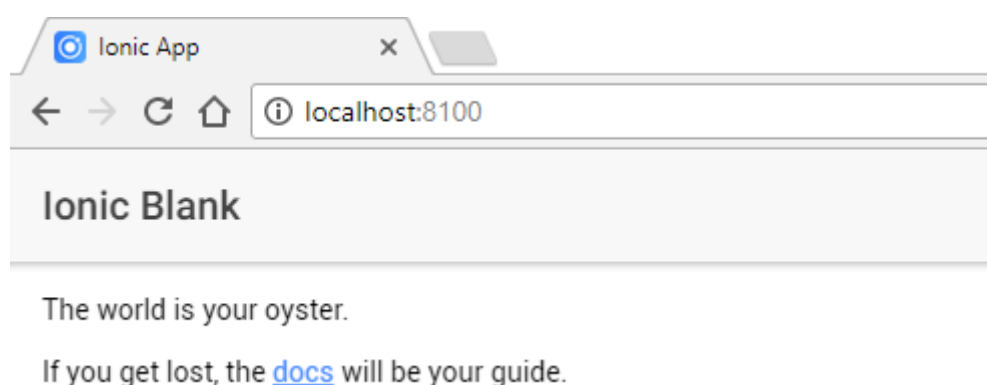 Ionic App
localhost:8100
Ionic Blank
The world is your oyster.
If you get lost, the docs will be your guide.